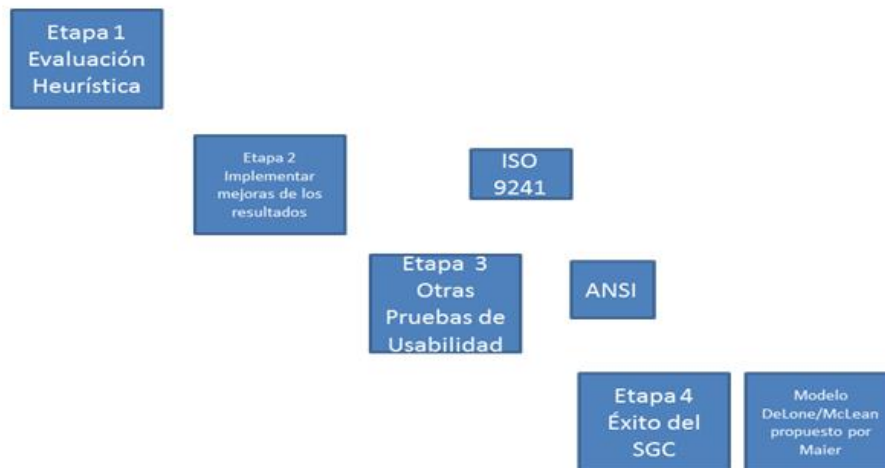 Etapa 1
Evaluación
Heurística
Etapa 2
Implementar
mejoras de los
resultados
ISO
9241
Etapa 3
Otras
Pruebas de
Usabilidad
ANSI
Etapa 4
Éxito del
SGC
Modelo
DeLone/McLean
propuesto por
Maier